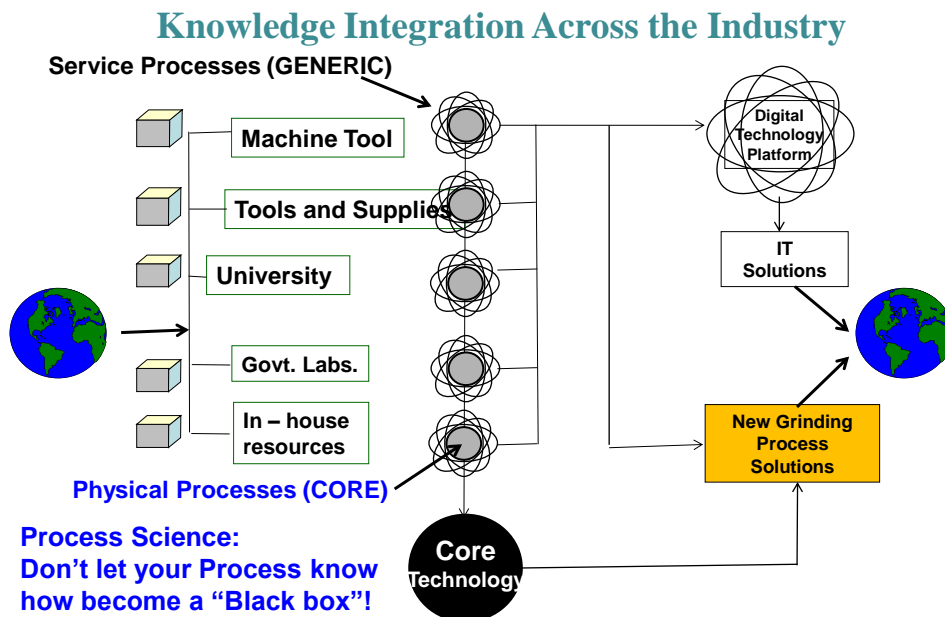 Knowledge Integration Across the Industry
Service Processes (GENERIC)
Machine Tool
Tools and Supplies
University
Govt. Labs.
In – house
resources
Physical Processes (CORE)
Process Science:
Don’t let your Process know
how become a “Black box”!
Core
Technology
Digital
Technology
Platform
IT
Solutions
New Grinding
Process
Solutions